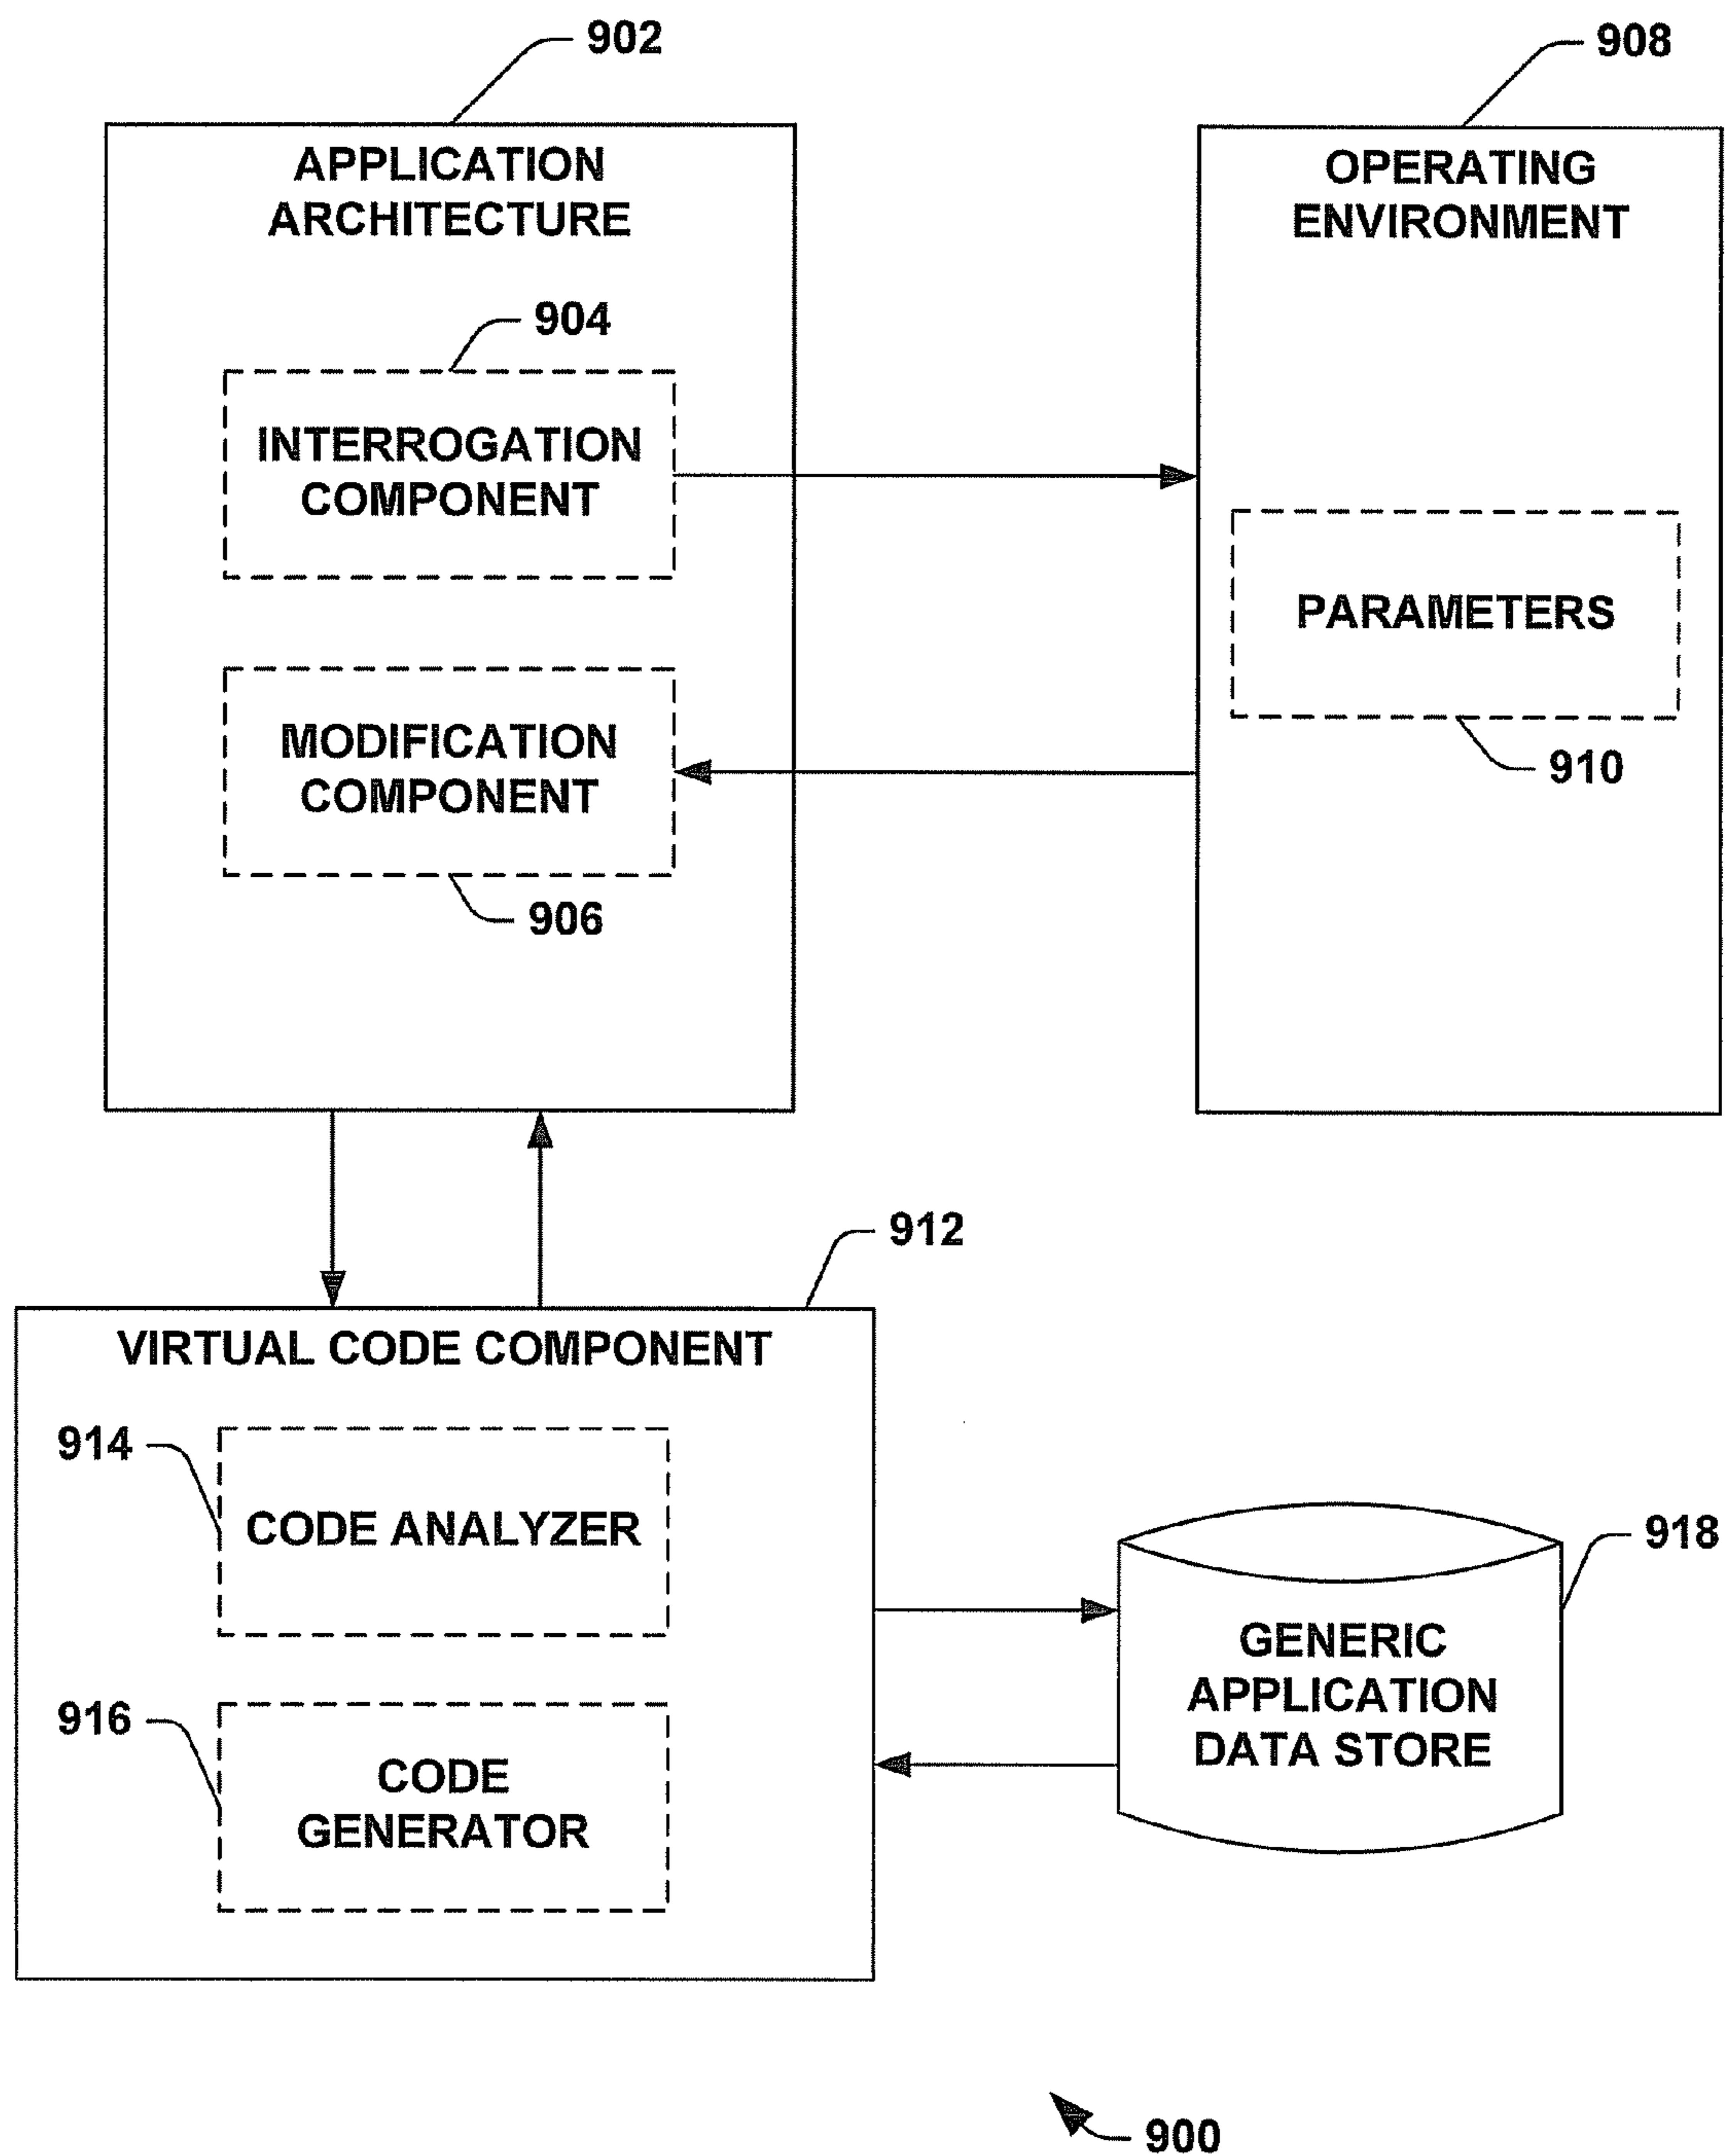 902
908
APPLICATION
ARCHITECTURE
OPERATING
ENVIRONMENT
904
INTERROGATION
COMPONENT
PARAMETERS
MODIFICATION
COMPONENT
910
906
912
VIRTUAL CODE COMPONENT
914
CODE ANALYZER
918
GENERIC
APPLICATION
DATA STORE
916
CODE
GENERATOR
900